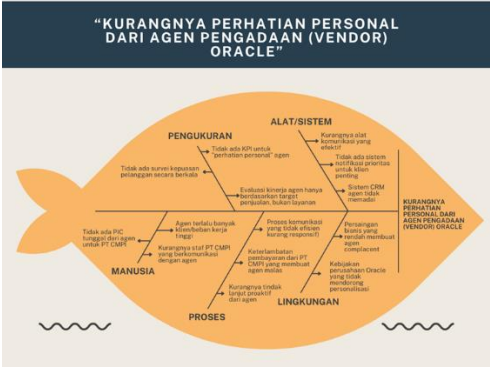 “KURANGNYA PERHATIAN PERSONAL
DARI AGEN PENGADAAN (VENDOR)
ORACLE”
ALAT/SISTEM
Kurangnya alat
komunikasi yang
efektif
Tidak ada sistem
notifikasi prioritas
untuk klien
penting
Sistem CRM
agen tidak
memadai
PENGUKURAN
Tidak ada KPI untuk
"perhatian personal" agen
Tidak ada survei kepuasan
pelanggan secara berkala
Evaluasi kinerja agen hanya
berdasarkan target
penjualan, bukan layanan
KURANGNYA
PERHATIAN
PERSONAL DARI
AGEN PENGADAAN
(VENDOR) ORACLE
Tidak ada PIC
tunggal dari agen
untuk PT CMPI
Agen terlalu banyak
klien/beban kerja
tinggi
Kurangnya staf PT CMPI
yang berkomunikasi
dengan agen
MANUSIA
Proses komunikasi
yang tidak efisien
kurang responsifi
Keterlambatan
pembayaran dari PT
CMPI yang membuat
agen malas
Kurangnya tindak
lanjut proaktif
dari agen
PROSES
Persaingan
bisnis yang
rendah membuat
agen
complacent
Kebijakan
perusahaan Oracle
yang tidak
mendorong
personalisasi
LINGKUNGAN